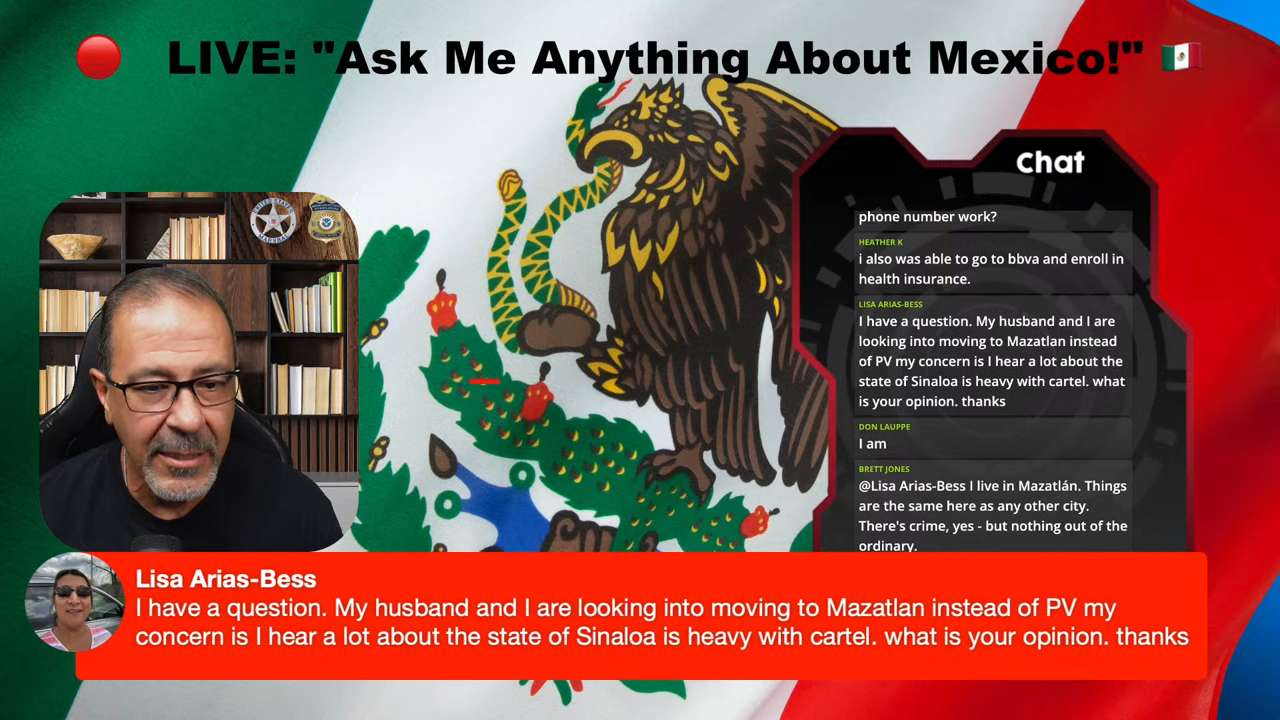 LIVE: "Ask Me Anything About Mexico!"
Chat
phone number work?
HEATHER K
i also was able to go to bbva and enroll in
health insurance.
LISA ARIAS-BESS
I have a question. My husband and I are
looking into moving to Mazatlan instead
of PV my concern is I hear a lot about the
state of Sinaloa is heavy with cartel. what
is your opinion. thanks
DON LAUPPE
I am
BRETT JONES
@Lisa Arias-Bess I live in Mazatlán. Things
are the same here as any other city.
There's crime, yes - but nothing out of the
ordinary.
UNITED STATES
MARSHAL
Lisa Arias-Bess
I have a question. My husband and I are looking into moving to Mazatlan instead of PV my
concern is I hear a lot about the state of Sinaloa is heavy with cartel. what is your opinion. thanks